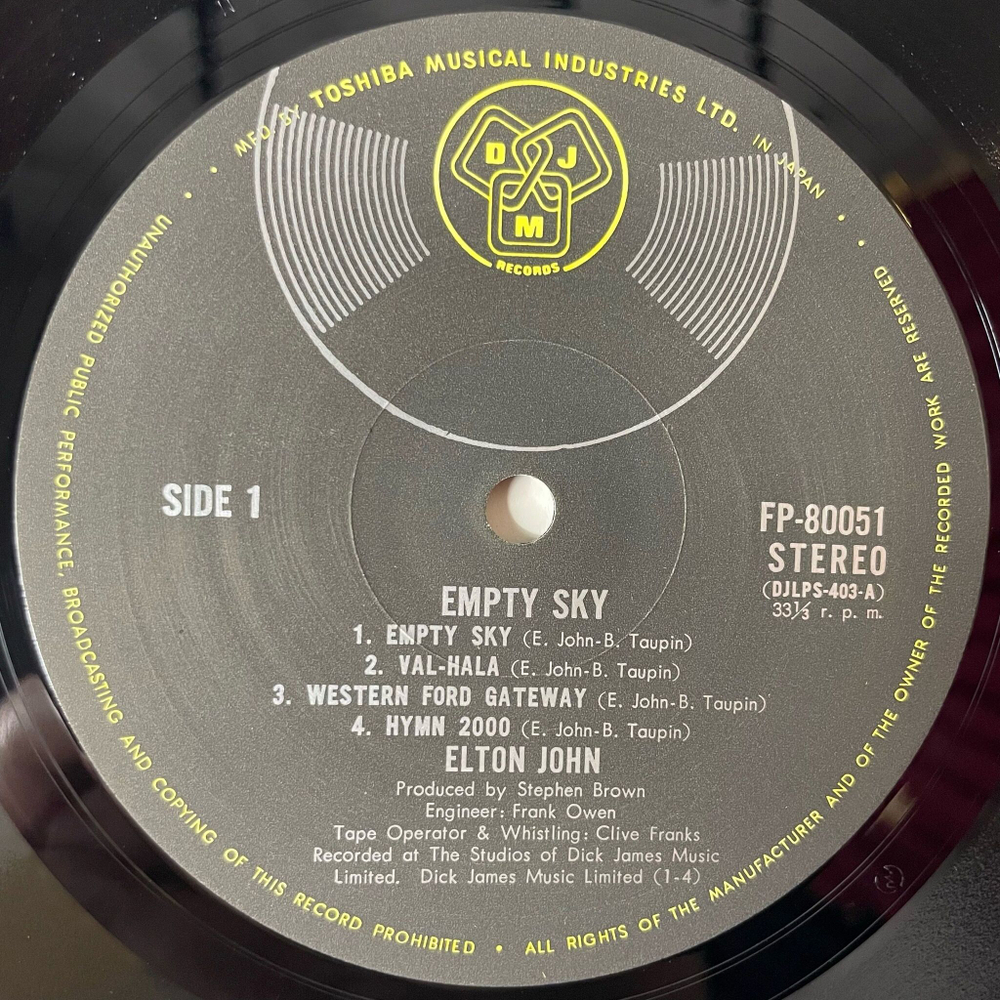 MFD. BY TOSHIBA MUSICAL INDUSTRIES LTD. IN JAPAN
D J
M
RECORDS
SIDE 1
FP-80051
STEREO
(DJLPS-403-A)
33⅓ r. p. m.
EMPTY SKY
1. EMPTY SKY (E. John-B. Taupin)
2. VAL-HALA (E. John-B. Taupin)
3. WESTERN FORD GATEWAY (E. John-B. Taupin)
4. HYMN 2000 (E. John-B. Taupin)
ELTON JOHN
Produced by Stephen Brown
Engineer: Frank Owen
Tape Operator & Whistling: Clive Franks
Recorded at The Studios of Dick James Music
Limited. Dick James Music Limited (1-4)
UNAUTHORIZED PUBLIC PERFORMANCE, BROADCASTING AND COPYING OF THIS RECORD PROHIBITED • ALL RIGHTS OF THE MANUFACTURER AND OF THE OWNER OF THE RECORDED WORK ARE RESERVED